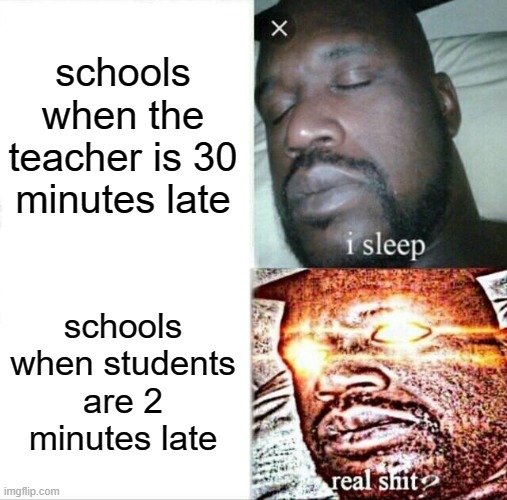 schools
when the
teacher is 30
minutes late
i sleep
schools
when students
are 2
minutes late
real shit?
imgflip.com